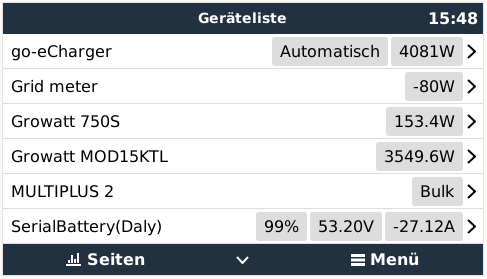 Geräteliste 15:48
go-eCharger Automatisch 4081W
Grid meter -80W
Growatt 750S 153.4W
Growatt MOD15KTL 3549.6W
MULTIPLUS 2 Bulk
SerialBattery(Daly) 99% 53.20V -27.12A
Seiten Menü